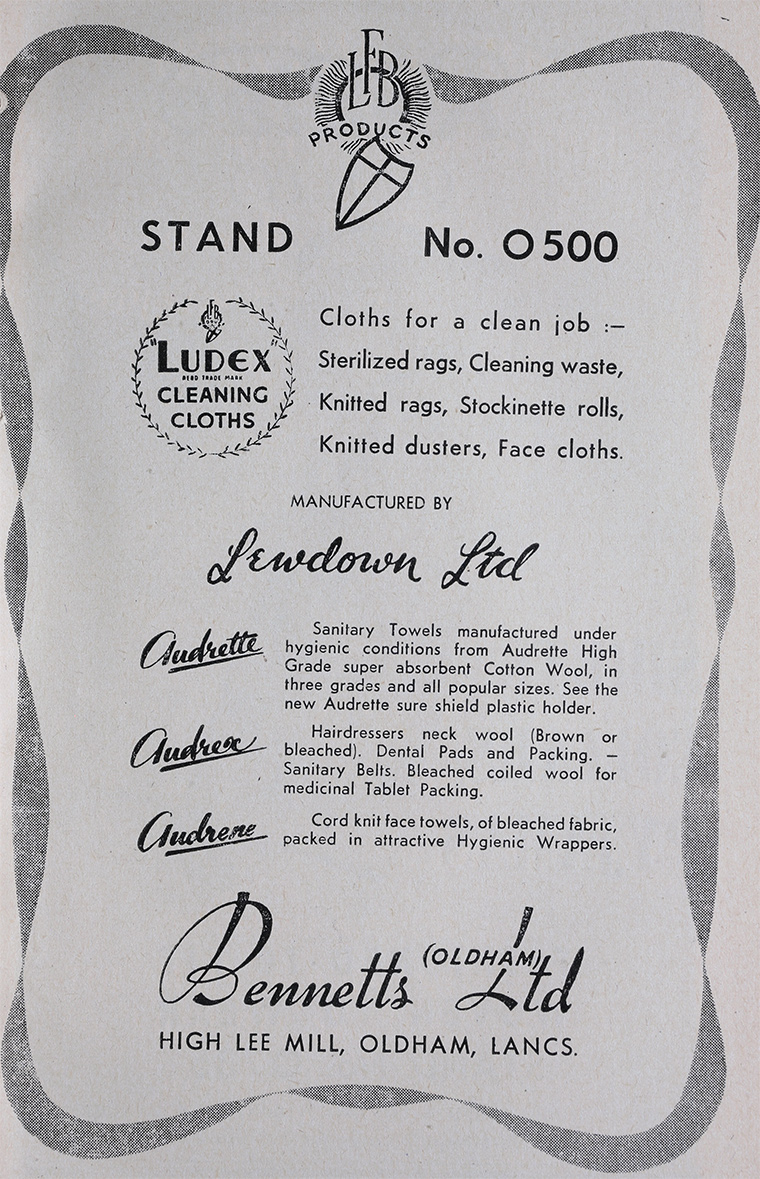 LFB
PRODUCTS
STAND No. O 500
LFB
"LUDEX"
REGD TRADE MARK
CLEANING
CLOTHS
Cloths for a clean job :—
Sterilized rags, Cleaning waste,
Knitted rags, Stockinette rolls,
Knitted dusters, Face cloths.
MANUFACTURED BY
Lewdown Ltd
Audrette
Sanitary Towels manufactured under
hygienic conditions from Audrette High
Grade super absorbent Cotton Wool, in
three grades and all popular sizes. See the
new Audrette sure shield plastic holder.
Audrex
Hairdressers neck wool (Brown or
bleached). Dental Pads and Packing. —
Sanitary Belts. Bleached coiled wool for
medicinal Tablet Packing.
Audrene
Cord knit face towels, of bleached fabric,
packed in attractive Hygienic Wrappers.
Bennetts (OLDHAM) Ltd
HIGH LEE MILL, OLDHAM, LANCS.